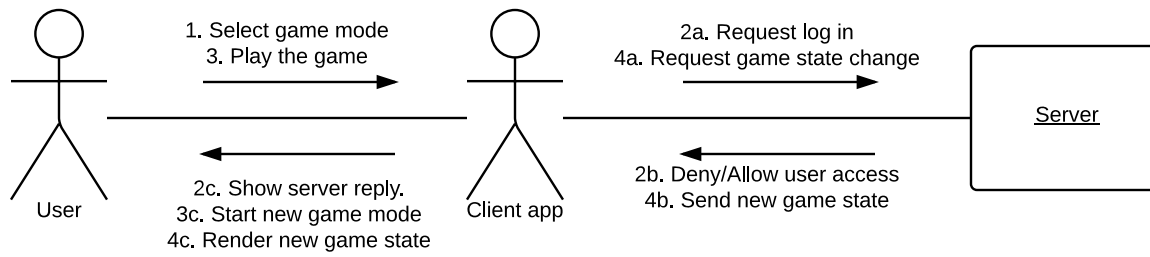 1. Select game mode
3. Play the game
2a. Request log in
4a. Request game state change
Server
2c. Show server reply.
3c. Start new game mode
4c. Render new game state
2b. Deny/Allow user access
4b. Send new game state
User
Client app